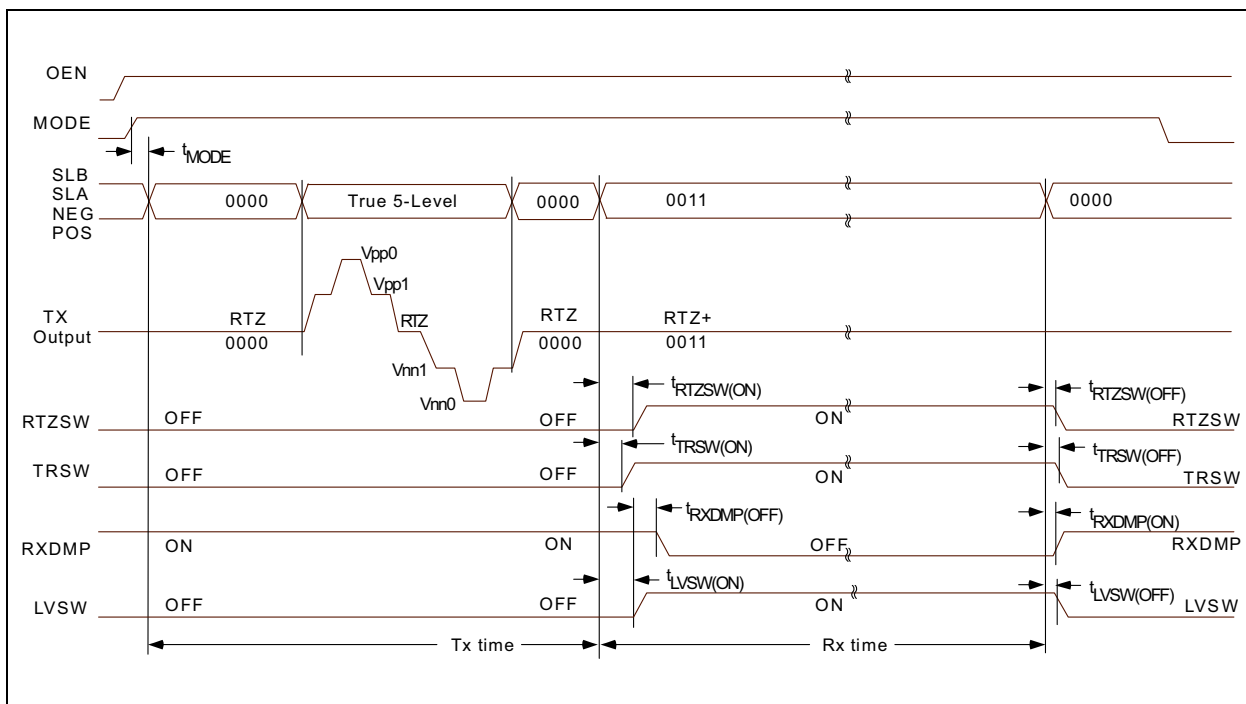 OEN
MODE
tMODE
SLB
SLA
NEG
POS
0000
True 5-Level
0000
0011
0000
Vpp0
Vpp1
TX
Output
RTZ
0000
RTZ
Vnn1
Vnn0
RTZ
0000
RTZ+
0011
RTZSW
OFF
OFF
tRTZSW(ON)
ON
tRTZSW(OFF)
RTZSW
TRSW
OFF
OFF
tTRSW(ON)
ON
tTRSW(OFF)
TRSW
RXDMP
ON
ON
tRXDMP(OFF)
OFF
tRXDMP(ON)
RXDMP
LVSW
OFF
OFF
tLVSW(ON)
ON
tLVSW(OFF)
LVSW
Tx time
Rx time